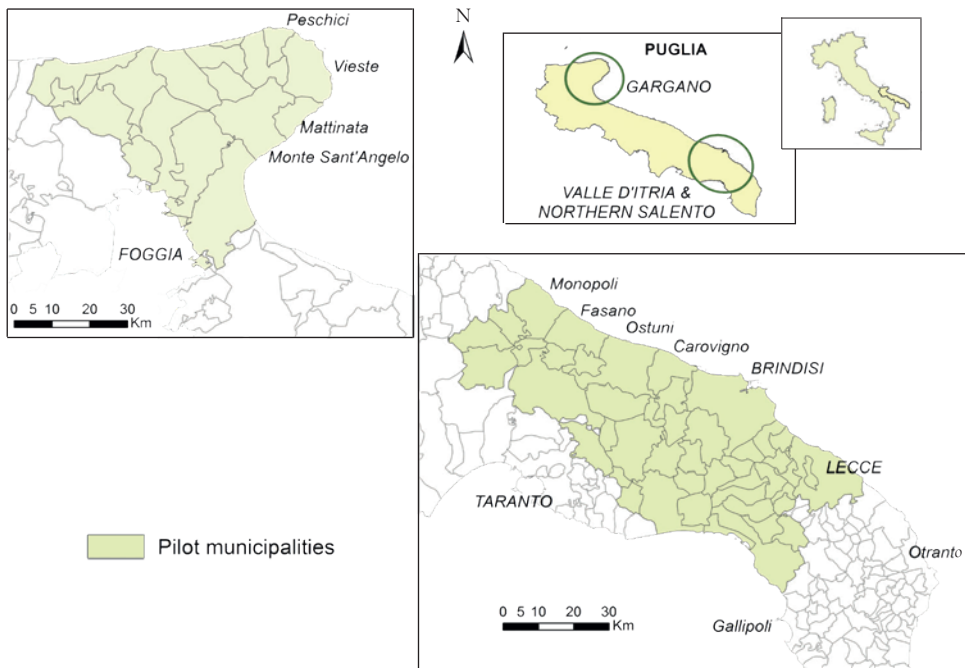 Peschici
Vieste
Mattinata
Monte Sant'Angelo
FOGGIA
0 5 10 20 30
Km
N
PUGLIA
GARGANO
VALLE D'ITRIA &
NORTHERN SALENTO
Monopoli
Fasano
Ostuni
Carovigno
BRINDISI
LECCE
TARANTO
Otranto
Gallipoli
0 5 10 20 30
Km
Pilot municipalities